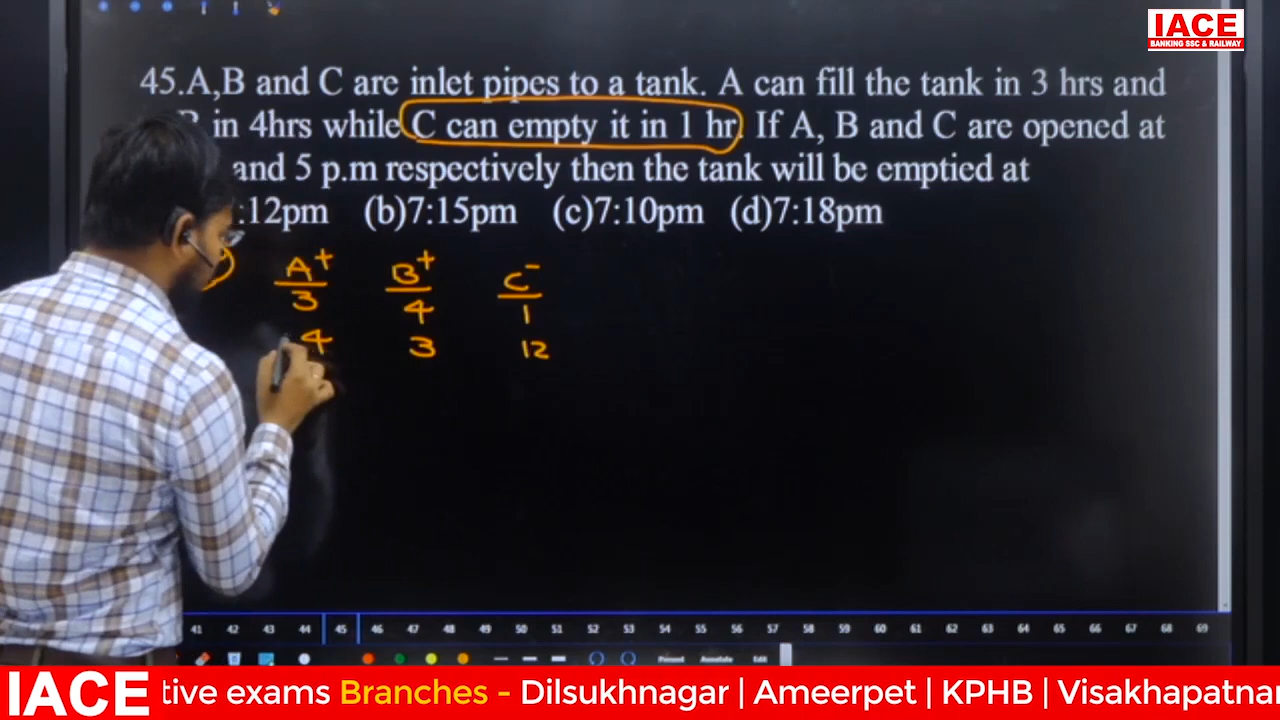 IACE
BANKING SSC & RAILWAY
45.A,B and C are inlet pipes to a tank. A can fill the tank in 3 hrs and
B in 4hrs while C can empty it in 1 hr. If A, B and C are opened at
and 5 p.m respectively then the tank will be emptied at
:12pm (b)7:15pm (c)7:10pm (d)7:18pm
A+ B+ C-
3 4 1
4 3 12
41 42 43 44 45 46 47 48 49 50 51 52 53 54 55 56 57 58 59 60 61 62 63 64 65 66 67 68 69
Present Annotate Edit
IACE tive exams Branches - Dilsukhnagar | Ameerpet | KPHB | Visakhapatna